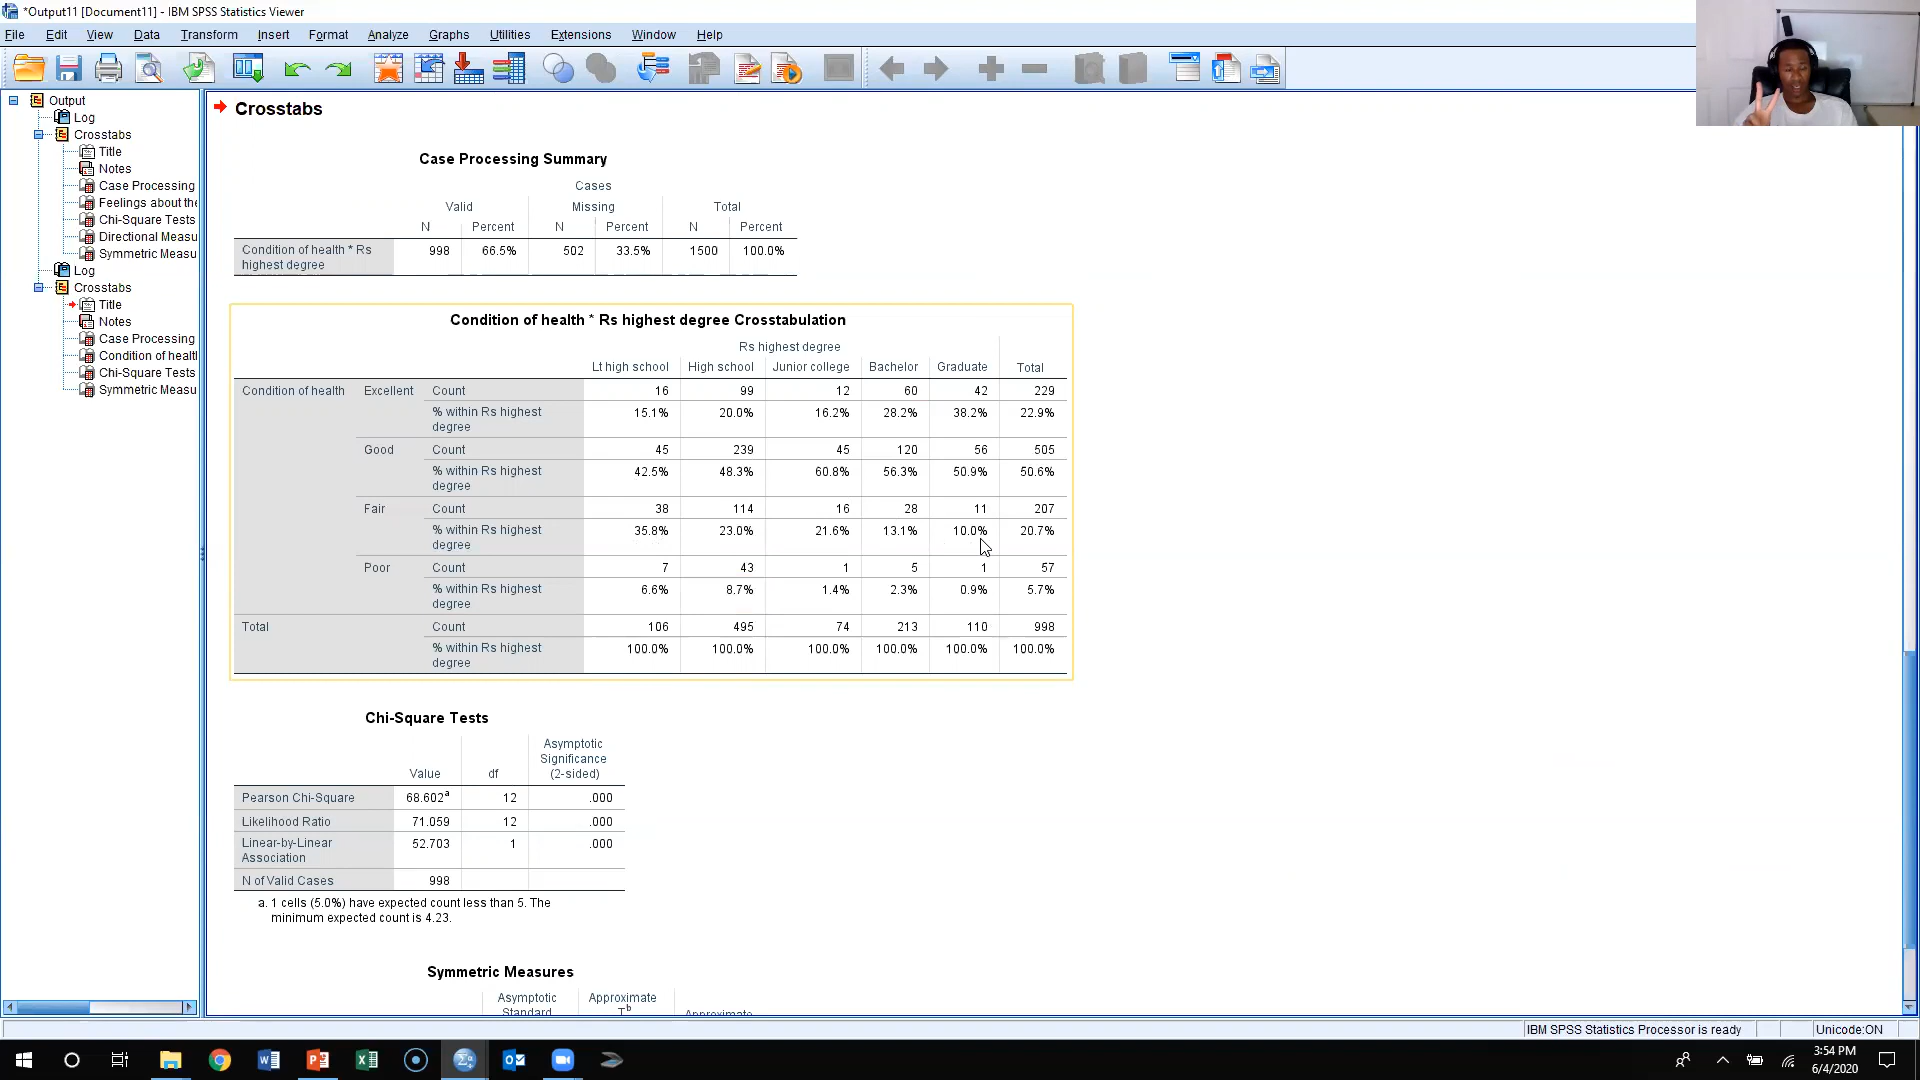 *Output11 [Document11] - IBM SPSS Statistics Viewer
File Edit View Data Transform Insert Format Analyze Graphs Utilities Extensions Window Help
Output
Log
Crosstabs
Title
Notes
Case Processing
Feelings about the
Chi-Square Tests
Directional Measu
Symmetric Measu
Log
Crosstabs
Title
Notes
Case Processing
Condition of healtl
Chi-Square Tests
Symmetric Measu
Crosstabs
Case Processing Summary
Cases
Valid Missing Total
N Percent N Percent N Percent
Condition of health * Rs
highest degree
998 66.5% 502 33.5% 1500 100.0%
Condition of health * Rs highest degree Crosstabulation
Rs highest degree
Lt high school High school Junior college Bachelor Graduate Total
Condition of health Excellent Count 16 99 12 60 42 229
% within Rs highest
degree
15.1% 20.0% 16.2% 28.2% 38.2% 22.9%
Good Count 45 239 45 120 56 505
% within Rs highest
degree
42.5% 48.3% 60.8% 56.3% 50.9% 50.6%
Fair Count 38 114 16 28 11 207
% within Rs highest
degree
35.8% 23.0% 21.6% 13.1% 10.0% 20.7%
Poor Count 7 43 1 5 1 57
% within Rs highest
degree
6.6% 8.7% 1.4% 2.3% 0.9% 5.7%
Total Count 106 495 74 213 110 998
% within Rs highest
degree
100.0% 100.0% 100.0% 100.0% 100.0% 100.0%
Chi-Square Tests
Value df Asymptotic
Significance
(2-sided)
Pearson Chi-Square 68.602a 12 .000
Likelihood Ratio 71.059 12 .000
Linear-by-Linear
Association
52.703 1 .000
N of Valid Cases 998
a. 1 cells (5.0%) have expected count less than 5. The
minimum expected count is 4.23.
Symmetric Measures
Asymptotic
Standard
Approximate
Tb
Approximate
IBM SPSS Statistics Processor is ready Unicode:ON
3:54 PM
6/4/2020